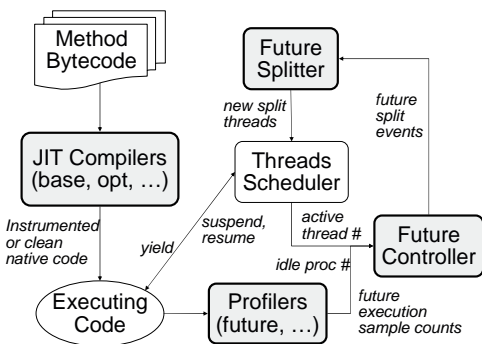 Method
Bytecode
Future
Splitter
new split
threads
future
split
events
JIT Compilers
(base, opt, …)
Threads
Scheduler
Instrumented
or clean
native code
yield
suspend,
resume
active
thread #
idle proc #
Future
Controller
Executing
Code
Profilers
(future, …)
future
execution
sample counts